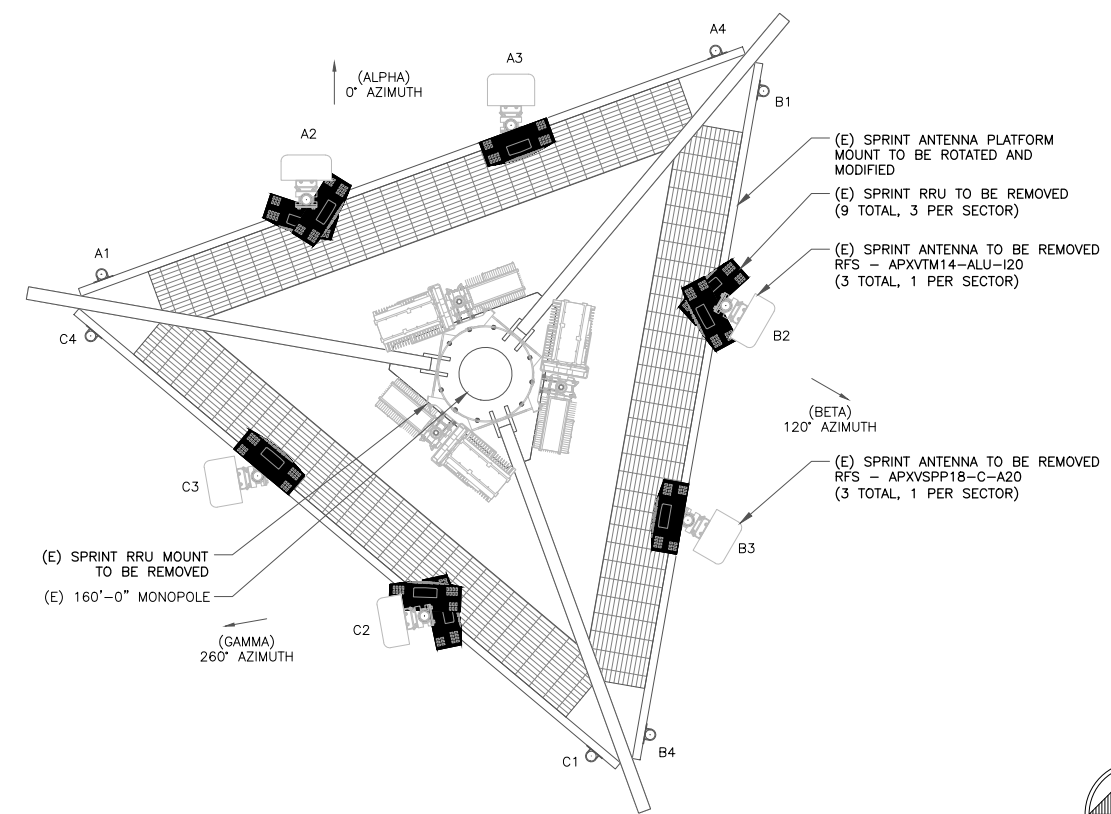 A4
A3
(ALPHA)
0° AZIMUTH
B1
A2
(E) SPRINT ANTENNA PLATFORM
MOUNT TO BE ROTATED AND
MODIFIED
(E) SPRINT RRU TO BE REMOVED
(9 TOTAL, 3 PER SECTOR)
A1
(E) SPRINT ANTENNA TO BE REMOVED
RFS – APXVTM14-ALU-I20
(3 TOTAL, 1 PER SECTOR)
C4
B2
(BETA)
120° AZIMUTH
(E) SPRINT ANTENNA TO BE REMOVED
RFS – APXVSPP18-C-A20
(3 TOTAL, 1 PER SECTOR)
C3
B3
(E) SPRINT RRU MOUNT
TO BE REMOVED
(E) 160'–0" MONOPOLE
C2
(GAMMA)
260° AZIMUTH
B4
C1